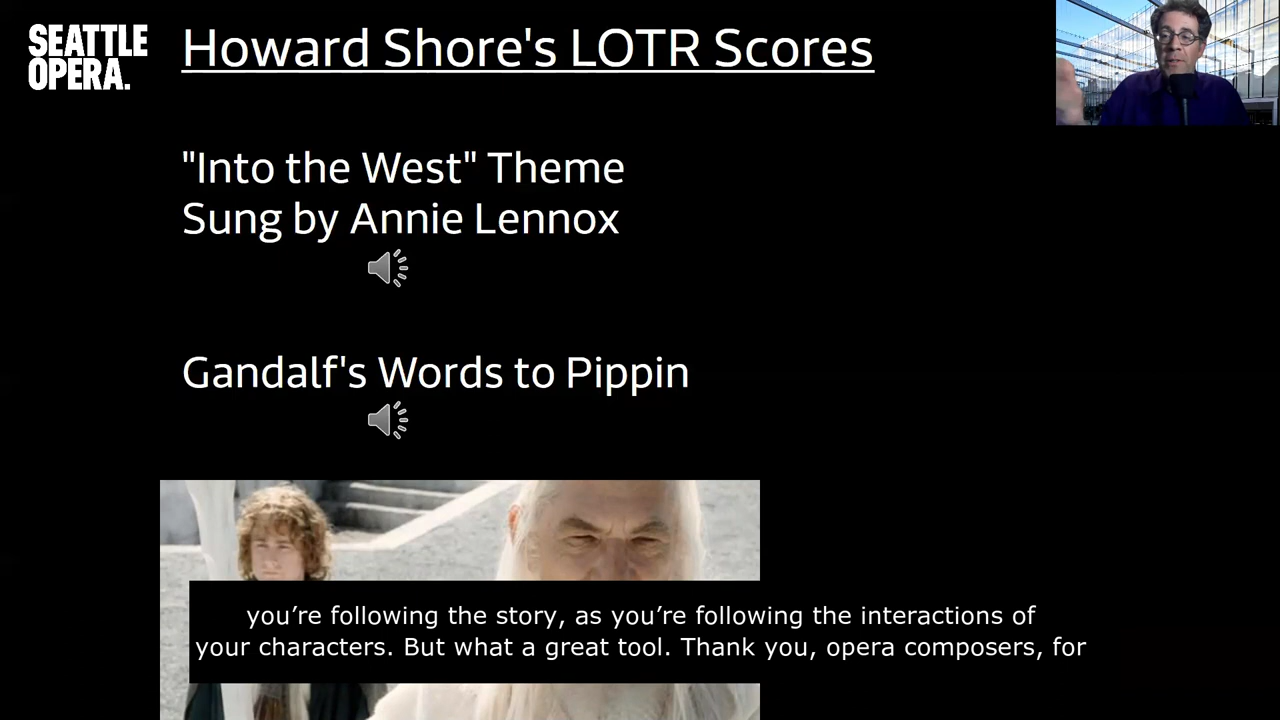 SEATTLE
OPERA.
Howard Shore's LOTR Scores
"Into the West" Theme
Sung by Annie Lennox
Gandalf's Words to Pippin
you’re following the story, as you’re following the interactions of
your characters. But what a great tool. Thank you, opera composers, for